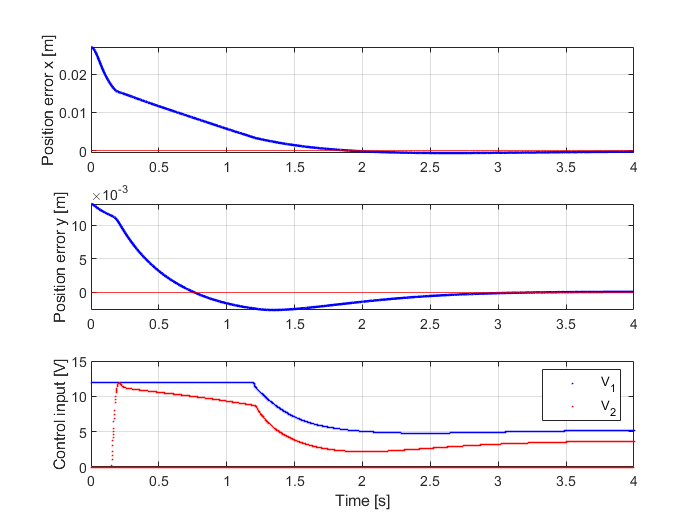 Position error x [m]
0.02
0.01
0
0 0.5 1 1.5 2 2.5 3 3.5 4
×10-3
Position error y [m]
10
5
0
0 0.5 1 1.5 2 2.5 3 3.5 4
Control input [V]
15
10
5
0
V1
V2
0 0.5 1 1.5 2 2.5 3 3.5 4
Time [s]